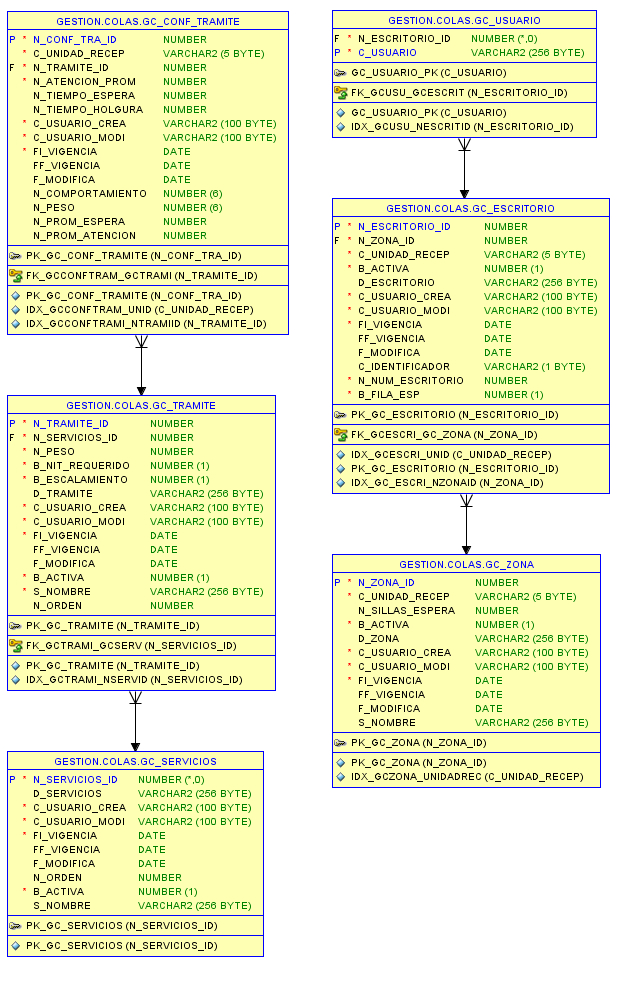 GESTION.COLAS.GC_CONF_TRAMITE
P * N_CONF_TRA_ID NUMBER
* C_UNIDAD_RECEP VARCHAR2 (5 BYTE)
F * N_TRAMITE_ID NUMBER
* N_ATENCION_PROM NUMBER
N_TIEMPO_ESPERA NUMBER
N_TIEMPO_HOLGURA NUMBER
* C_USUARIO_CREA VARCHAR2 (100 BYTE)
* C_USUARIO_MODI VARCHAR2 (100 BYTE)
* FI_VIGENCIA DATE
FF_VIGENCIA DATE
F_MODIFICA DATE
N_COMPORTAMIENTO NUMBER (6)
N_PESO NUMBER (6)
N_PROM_ESPERA NUMBER
N_PROM_ATENCION NUMBER
PK_GC_CONF_TRAMITE (N_CONF_TRA_ID)
FK_GCCONFTRAM_GCTRAMI (N_TRAMITE_ID)
PK_GC_CONF_TRAMITE (N_CONF_TRA_ID)
IDX_GCCONFTRAM_UNID (C_UNIDAD_RECEP)
IDX_GCCONFTRAMI_NTRAMIID (N_TRAMITE_ID)
GESTION.COLAS.GC_TRAMITE
P * N_TRAMITE_ID NUMBER
F * N_SERVICIOS_ID NUMBER
* N_PESO NUMBER
* B_NIT_REQUERIDO NUMBER (1)
* B_ESCALAMIENTO NUMBER (1)
D_TRAMITE VARCHAR2 (256 BYTE)
* C_USUARIO_CREA VARCHAR2 (100 BYTE)
* C_USUARIO_MODI VARCHAR2 (100 BYTE)
* FI_VIGENCIA DATE
FF_VIGENCIA DATE
F_MODIFICA DATE
* B_ACTIVA NUMBER (1)
* S_NOMBRE VARCHAR2 (256 BYTE)
N_ORDEN NUMBER
PK_GC_TRAMITE (N_TRAMITE_ID)
FK_GCTRAMI_GCSERV (N_SERVICIOS_ID)
PK_GC_TRAMITE (N_TRAMITE_ID)
IDX_GCTRAMI_NSERVID (N_SERVICIOS_ID)
GESTION.COLAS.GC_SERVICIOS
P * N_SERVICIOS_ID NUMBER (*,0)
D_SERVICIOS VARCHAR2 (256 BYTE)
* C_USUARIO_CREA VARCHAR2 (100 BYTE)
* C_USUARIO_MODI VARCHAR2 (100 BYTE)
* FI_VIGENCIA DATE
FF_VIGENCIA DATE
F_MODIFICA DATE
N_ORDEN NUMBER
* B_ACTIVA NUMBER (1)
S_NOMBRE VARCHAR2 (256 BYTE)
PK_GC_SERVICIOS (N_SERVICIOS_ID)
PK_GC_SERVICIOS (N_SERVICIOS_ID)
GESTION.COLAS.GC_USUARIO
F * N_ESCRITORIO_ID NUMBER (*,0)
P * C_USUARIO VARCHAR2 (256 BYTE)
GC_USUARIO_PK (C_USUARIO)
FK_GCUSU_GCESCRIT (N_ESCRITORIO_ID)
GC_USUARIO_PK (C_USUARIO)
IDX_GCUSU_NESCRITID (N_ESCRITORIO_ID)
GESTION.COLAS.GC_ESCRITORIO
P * N_ESCRITORIO_ID NUMBER
F * N_ZONA_ID NUMBER
* C_UNIDAD_RECEP VARCHAR2 (5 BYTE)
* B_ACTIVA NUMBER (1)
D_ESCRITORIO VARCHAR2 (256 BYTE)
* C_USUARIO_CREA VARCHAR2 (100 BYTE)
* C_USUARIO_MODI VARCHAR2 (100 BYTE)
* FI_VIGENCIA DATE
FF_VIGENCIA DATE
F_MODIFICA DATE
C_IDENTIFICADOR VARCHAR2 (1 BYTE)
* N_NUM_ESCRITORIO NUMBER
* B_FILA_ESP NUMBER (1)
PK_GC_ESCRITORIO (N_ESCRITORIO_ID)
FK_GCESCRI_GC_ZONA (N_ZONA_ID)
IDX_GCESCRI_UNID (C_UNIDAD_RECEP)
PK_GC_ESCRITORIO (N_ESCRITORIO_ID)
IDX_GC_ESCRI_NZONAID (N_ZONA_ID)
GESTION.COLAS.GC_ZONA
P * N_ZONA_ID NUMBER
* C_UNIDAD_RECEP VARCHAR2 (5 BYTE)
N_SILLAS_ESPERA NUMBER
* B_ACTIVA NUMBER (1)
D_ZONA VARCHAR2 (256 BYTE)
* C_USUARIO_CREA VARCHAR2 (100 BYTE)
* C_USUARIO_MODI VARCHAR2 (100 BYTE)
* FI_VIGENCIA DATE
FF_VIGENCIA DATE
F_MODIFICA DATE
S_NOMBRE VARCHAR2 (256 BYTE)
PK_GC_ZONA (N_ZONA_ID)
PK_GC_ZONA (N_ZONA_ID)
IDX_GCZONA_UNIDADREC (C_UNIDAD_RECEP)